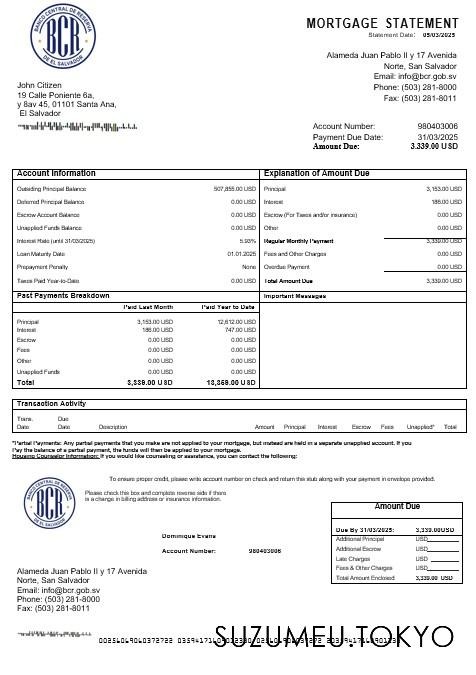 BANCO CENTRAL DE RESERVA
BCR
DE EL SALVADOR
MORTGAGE STATEMENT
Statement Date: 05/03/2025
Alameda Juan Pablo II y 17 Avenida
Norte, San Salvador
Email: info@bcr.gob.sv
Phone: (503) 281-8000
Fax: (503) 281-8011
John Citizen
19 Calle Poniente 6a,
y 8av 45, 01101 Santa Ana,
El Salvador
Account Number: 980403006
Payment Due Date: 31/03/2025
Amount Due: 3,339.00 USD
Account Information
Outsiding Principal Balance 507,855.00 USD
Deferred Principal Balance 0.00 USD
Escrow Account Balance 0.00 USD
Unapplied Funds Balance 0.00 USD
Interest Rate (until 31/03/2025) 5.93%
Loan Maturity Date 01.01.2025
Prepayment Penalty None
Taxes Paid Year-to-Date 0.00 USD
Explanation of Amount Due
Principal 3,153.00 USD
Interest 186.00 USD
Escrow (For Taxes and/or insurance) 0.00 USD
Other 0.00 USD
Regular Monthly Payment 3,339.00 USD
Fees and Other Charges 0.00 USD
Overdue Payment 0.00 USD
Total Amount Due 3,339.00 USD
Past Payments Breakdown
Paid Last Month Paid Year to Date
Principal 3,153.00 USD 12,612.00 USD
Interest 186.00 USD 747.00 USD
Escrow 0.00 USD 0.00 USD
Fees 0.00 USD 0.00 USD
Other 0.00 USD 0.00 USD
Unapplied Funds 0.00 USD 0.00 USD
Total 3,339.00 USD 13,359.00 USD
Important Messages
Transaction Activity
Trans. Date Due Date Description Amount Principal Interest Escrow Fees Unapplied* Total
*Partial Payments: Any partial payments that you make are not applied to your mortgage, but instead are held in a separate unapplied account. If you
Pay the balance of a partial payment, the funds will then be applied to your mortgage.
Housing Counselor Information: If you would like counseling or assistance, you can contact the following:
BANCO CENTRAL DE RESERVA
BCR
DE EL SALVADOR
To ensure proper credit, please write account number on check and return this stub along with your payment in envelope provided.
Please check this box and complete reverse side if there
is a change in billing address or insurance information.
Dominique Evans
Account Number: 980403006
Amount Due
Due By 31/03/2025: 3,339.00USD
Additional Principal USD
Additional Escrow USD
Fees & Other Charges USD
Total Amount Enclosed 3,339.00 USD
Alameda Juan Pablo II y 17 Avenida
Norte, San Salvador
Email: info@bcr.gob.sv
Phone: (503) 281-8000
Fax: (503) 281-8011
SUZUMEU.TOKYO